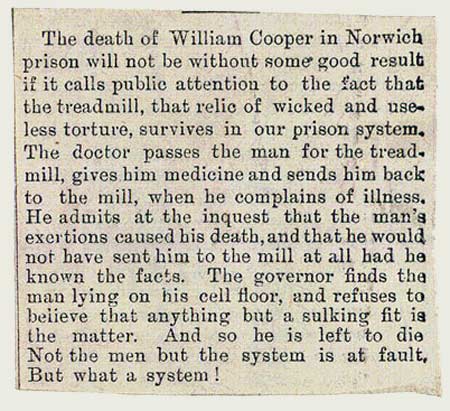 The death of William Cooper in Norwich
prison will not be without some good result
if it calls public attention to the fact that
the treadmill, that relic of wicked and use-
less torture, survives in our prison system.
The doctor passes the man for the tread-
mill, gives him medicine and sends him back
to the mill, when he complains of illness.
He admits at the inquest that the man's
exertions caused his death, and that he would
not have sent him to the mill at all had he
known the facts. The governor finds the
man lying on his cell floor, and refuses to
believe that anything but a sulking fit is
the matter. And so he is left to die
Not the men but the system is at fault.
But what a system !